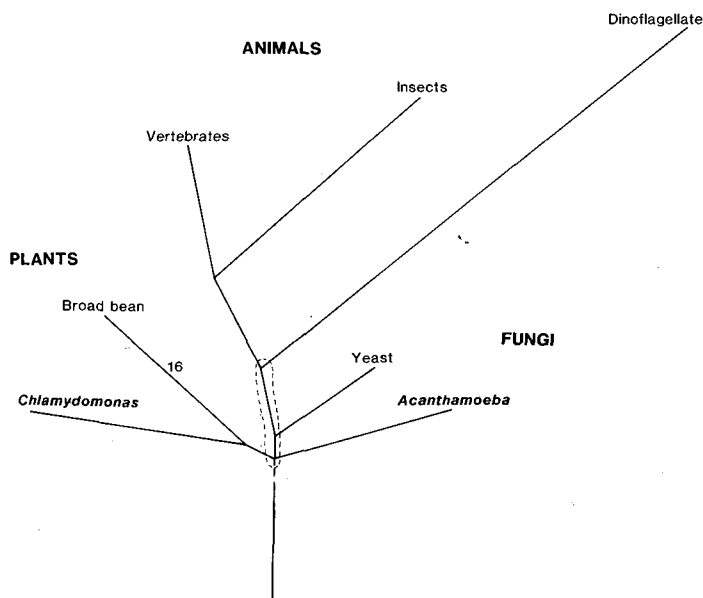 Dinoflagellate
ANIMALS
Insects
Vertebrates
PLANTS
Broad bean
FUNGI
Yeast
16
Chlamydomonas
Acanthamoeba